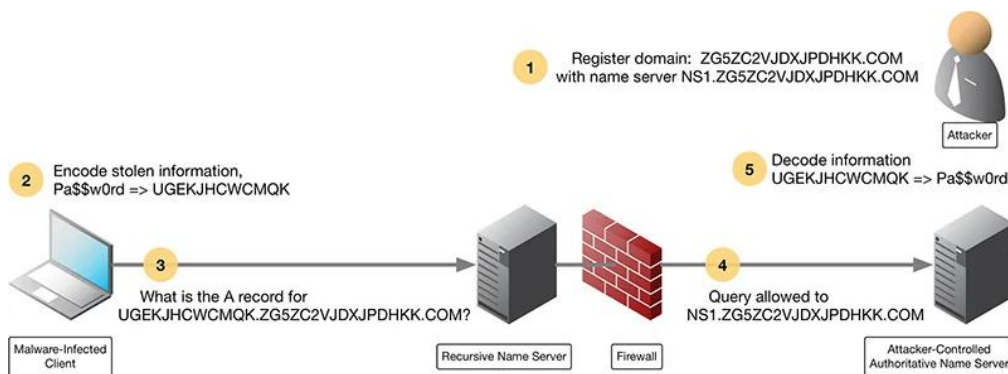 1
Register domain: ZG5ZC2VJDXJPDHKK.COM
with name server NS1.ZG5ZC2VJDXJPDHKK.COM
Attacker
2
Encode stolen information,
Pa$$w0rd => UGEKJHCWCMQK
5
Decode information
UGEKJHCWCMQK => Pa$$w0rd
3
What is the A record for
UGEKJHCWCMQK.ZG5ZC2VJDXJPDHKK.COM?
4
Query allowed to
NS1.ZG5ZC2VJDXJPDHKK.COM
Malware-Infected
Client
Recursive Name Server
Firewall
Attacker-Controlled
Authoritative Name Server